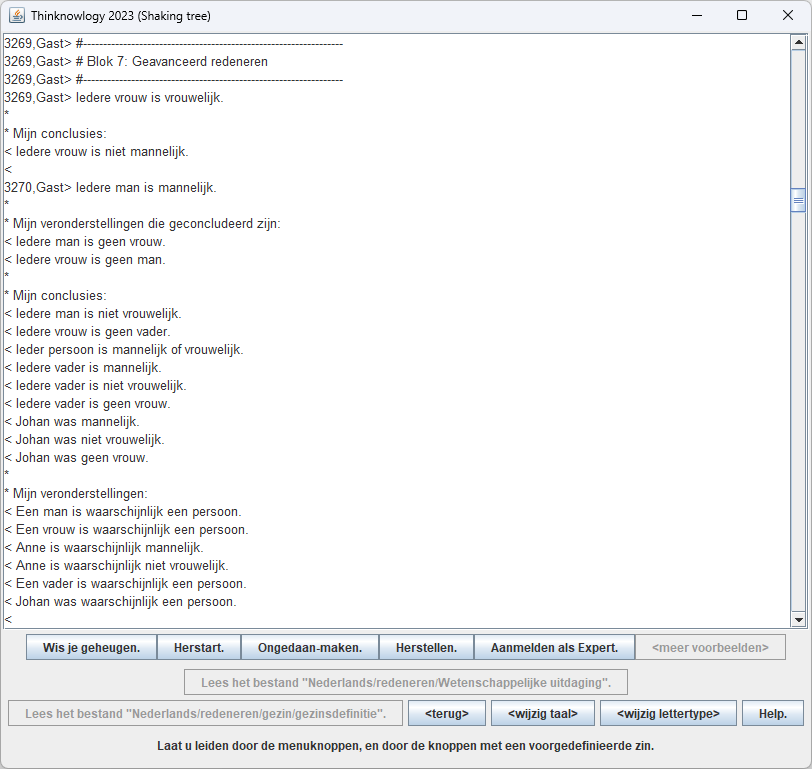 Thinknowlogy 2023 (Shaking tree)
3269,Gast> #-----------------------------------------------------------------
3269,Gast> # Blok 7: Geavanceerd redeneren
3269,Gast> #-----------------------------------------------------------------
3269,Gast> Iedere vrouw is vrouwelijk.
*
* Mijn conclusies:
< Iedere vrouw is niet mannelijk.
<
3270,Gast> Iedere man is mannelijk.
*
* Mijn veronderstellingen die geconcludeerd zijn:
< Iedere man is geen vrouw.
< Iedere vrouw is geen man.
*
* Mijn conclusies:
< Iedere man is niet vrouwelijk.
< Iedere vrouw is geen vader.
< Ieder persoon is mannelijk of vrouwelijk.
< Iedere vader is mannelijk.
< Iedere vader is niet vrouwelijk.
< Iedere vader is geen vrouw.
< Johan was mannelijk.
< Johan was niet vrouwelijk.
< Johan was geen vrouw.
*
* Mijn veronderstellingen:
< Een man is waarschijnlijk een persoon.
< Een vrouw is waarschijnlijk een persoon.
< Anne is waarschijnlijk mannelijk.
< Anne is waarschijnlijk niet vrouwelijk.
< Een vader is waarschijnlijk een persoon.
< Johan was waarschijnlijk een persoon.
<
Wis je geheugen. Herstart. Ongedaan-maken. Herstellen. Aanmelden als Expert. <meer voorbeelden>
Lees het bestand "Nederlands/redeneren/Wetenschappelijke uitdaging".
Lees het bestand "Nederlands/redeneren/gezin/gezinsdefinitie". <terug> <wijzig taal> <wijzig lettertype> Help.
Laat u leiden door de menuknoppen, en door de knoppen met een voorgedefinieerde zin.